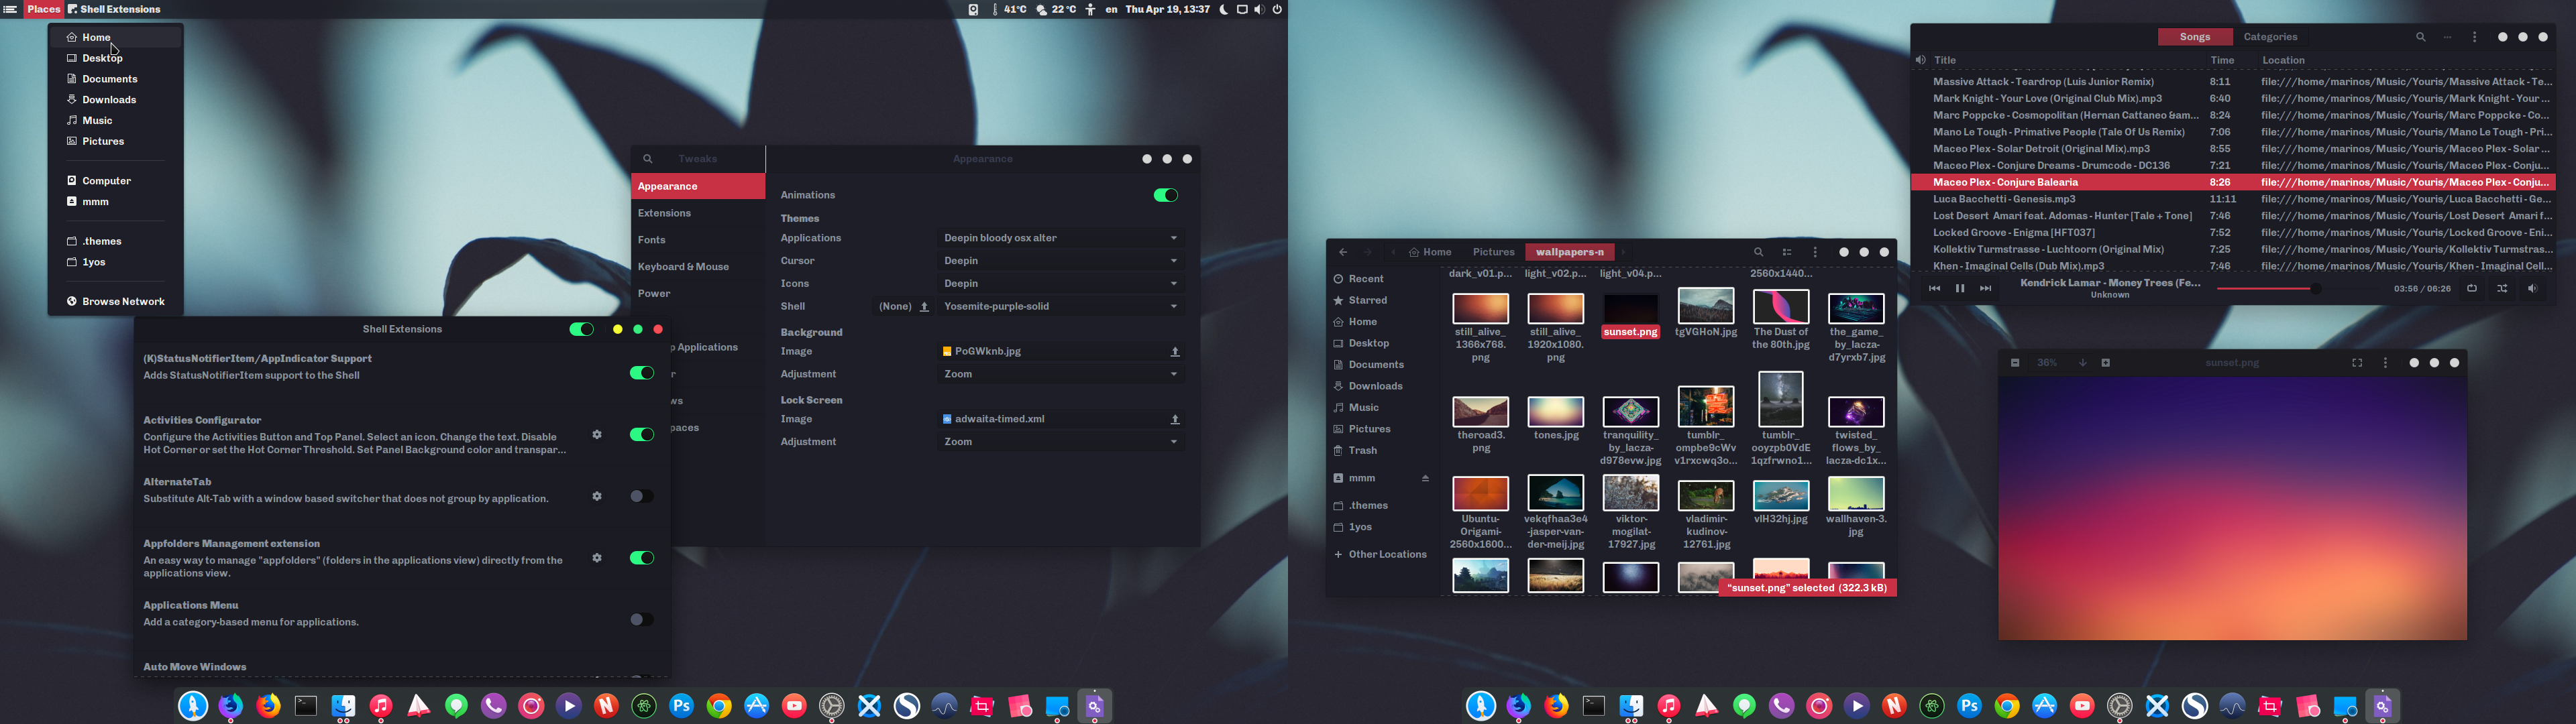 Places Shell Extensions
41°C 22 °C en Thu Apr 19, 13:37
Home
Desktop
Documents
Downloads
Music
Pictures
Computer
mmm
.themes
1yos
Browse Network
Tweaks Appearance
Appearance
Extensions
Fonts
Keyboard & Mouse
Power
p Applications
r
ws
paces
Animations
Themes
Applications Deepin bloody osx alter
Cursor Deepin
Icons Deepin
Shell (None) Yosemite-purple-solid
Background
Image PoGWknb.jpg
Adjustment Zoom
Lock Screen
Image adwaita-timed.xml
Adjustment Zoom
Shell Extensions
(K)StatusNotifierItem/AppIndicator Support
Adds StatusNotifierItem support to the Shell
Activities Configurator
Configure the Activities Button and Top Panel. Select an icon. Change the text. Disable
Hot Corner or set the Hot Corner Threshold. Set Panel Background color and transpar...
AlternateTab
Substitute Alt-Tab with a window based switcher that does not group by application.
Appfolders Management extension
An easy way to manage "appfolders" (folders in the applications view) directly from the
applications view.
Applications Menu
Add a category-based menu for applications.
Auto Move Windows
Ps
Home Pictures wallpapers-n
Recent
Starred
Home
Desktop
Documents
Downloads
Music
Pictures
Trash
mmm
.themes
1yos
Other Locations
dark_v01.p... light_v02.p... light_v04.p... 2560x1440...
still_alive_
1366x768.
png
still_alive_
1920x1080.
png
sunset.png
tgVGHoN.jpg
The Dust of
the 80th.jpg
the_game_
by_lacza-
d7yrxb7.jpg
theroad3.
png
tones.jpg
tranquility_
by_lacza-
d978evw.jpg
tumblr_
ompbe9cWv
v1rxcwq3o...
tumblr_
ooyzpb0VdE
1qzfrwno1...
twisted_
flows_by_
lacza-dc1x...
Ubuntu-
Origami-
2560x1600...
vekqfhaa3e4
-jasper-van-
der-meij.jpg
viktor-
mogilat-
17927.jpg
vladimir-
kudinov-
12761.jpg
vlH32hj.jpg
wallhaven-3.
jpg
"sunset.png" selected (322.3 kB)
Songs Categories
Title Time Location
Massive Attack - Teardrop (Luis Junior Remix) 8:11 file:///home/marinos/Music/Youris/Massive Attack - Te...
Mark Knight - Your Love (Original Club Mix).mp3 6:40 file:///home/marinos/Music/Youris/Mark Knight - Your ...
Marc Poppcke - Cosmopolitan (Hernan Cattaneo &am... 8:24 file:///home/marinos/Music/Youris/Marc Poppcke - Co...
Mano Le Tough - Primative People (Tale Of Us Remix) 7:06 file:///home/marinos/Music/Youris/Mano Le Tough - Pri...
Maceo Plex - Solar Detroit (Original Mix).mp3 8:55 file:///home/marinos/Music/Youris/Maceo Plex - Solar ...
Maceo Plex - Conjure Dreams - Drumcode - DC136 7:21 file:///home/marinos/Music/Youris/Maceo Plex - Conju...
Maceo Plex - Conjure Balearia 8:26 file:///home/marinos/Music/Youris/Maceo Plex - Conju...
Luca Bacchetti - Genesis.mp3 11:11 file:///home/marinos/Music/Youris/Luca Bacchetti - Ge...
Lost Desert Amari feat. Adomas - Hunter [Tale + Tone] 7:46 file:///home/marinos/Music/Youris/Lost Desert Amari f...
Locked Groove - Enigma [HFT037] 7:52 file:///home/marinos/Music/Youris/Locked Groove - Eni...
Kollektiv Turmstrasse - Luchtoorn (Original Mix) 7:25 file:///home/marinos/Music/Youris/Kollektiv Turmstras...
Khen - Imaginal Cells (Dub Mix).mp3 7:46 file:///home/marinos/Music/Youris/Khen - Imaginal Cell...
Kendrick Lamar - Money Trees (Fe...
Unknown
03:56 / 06:26
36% sunset.png
Ps